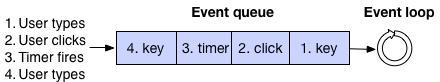 Event queue
Event loop
1. User types
2. User clicks
3. Timer fires
4. User types
4. key
3. timer
2. click
1. key